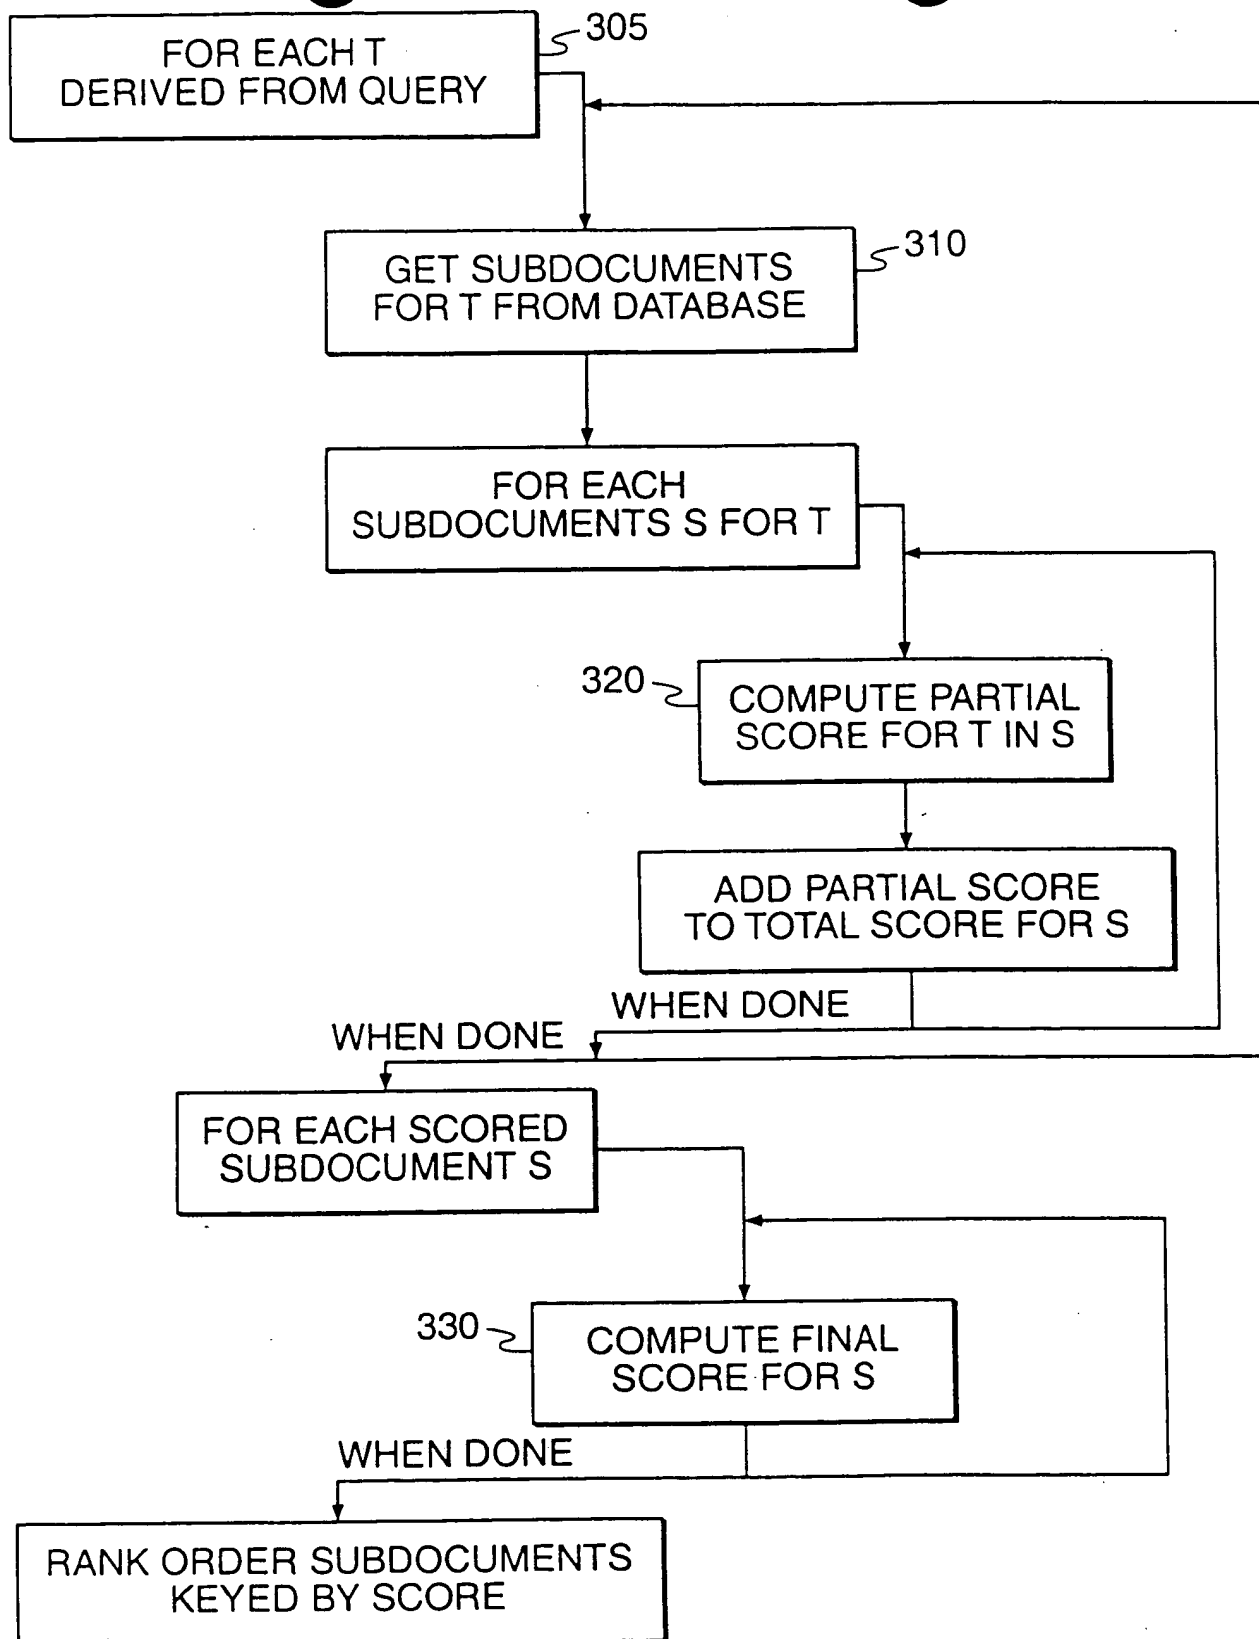 305
FOR EACH T
DERIVED FROM QUERY
310
GET SUBDOCUMENTS
FOR T FROM DATABASE
FOR EACH
SUBDOCUMENTS S FOR T
320
COMPUTE PARTIAL
SCORE FOR T IN S
ADD PARTIAL SCORE
TO TOTAL SCORE FOR S
WHEN DONE
WHEN DONE
FOR EACH SCORED
SUBDOCUMENT S
330
COMPUTE FINAL
SCORE FOR S
WHEN DONE
RANK ORDER SUBDOCUMENTS
KEYED BY SCORE